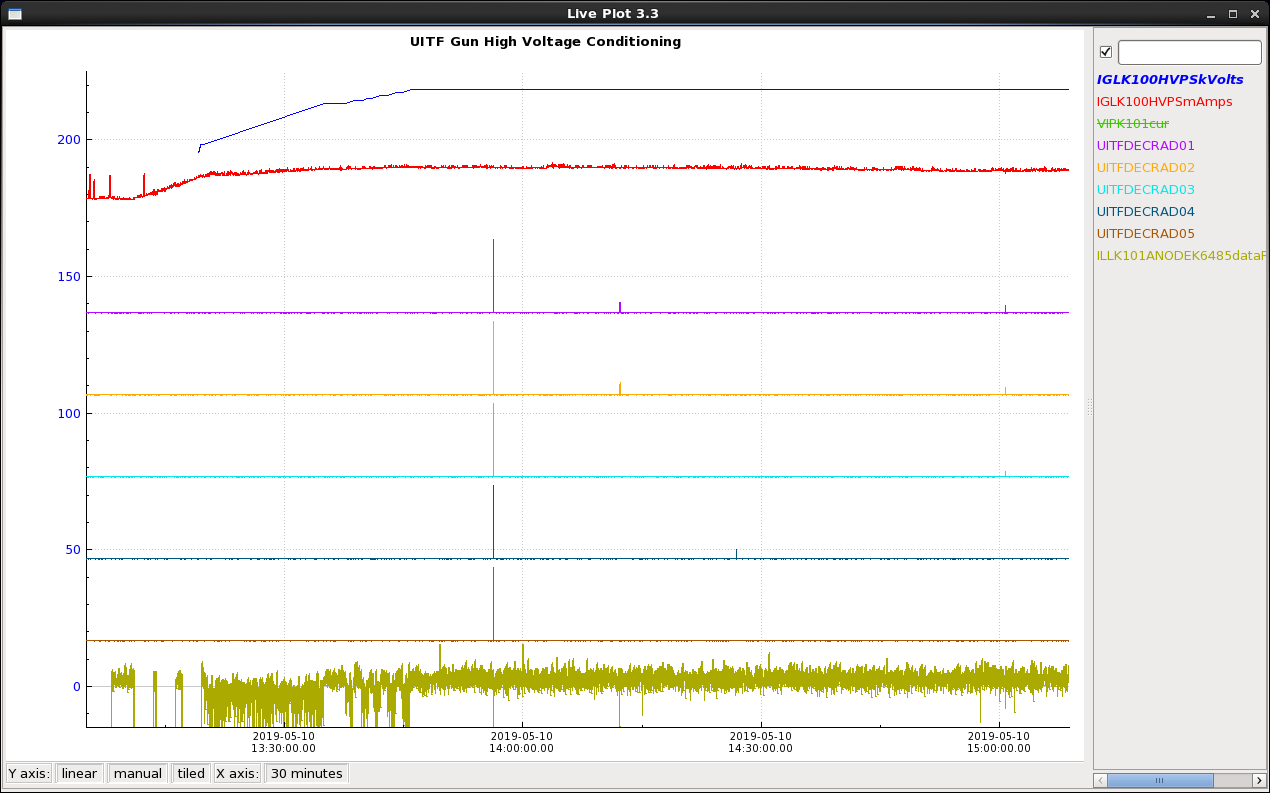 Live Plot 3.3
UITF Gun High Voltage Conditioning
IGLK100HVPSkVolts
IGLK100HVPSmAmps
VIPK101cur
UITFDECRAD01
UITFDECRAD02
UITFDECRAD03
UITFDECRAD04
UITFDECRAD05
ILLK101ANODEK6485dataF
200
150
100
50
0
2019-05-10 2019-05-10 2019-05-10 2019-05-10
13:30:00.00 14:00:00.00 14:30:00.00 15:00:00.00
Y axis: linear manual tiled X axis: 30 minutes